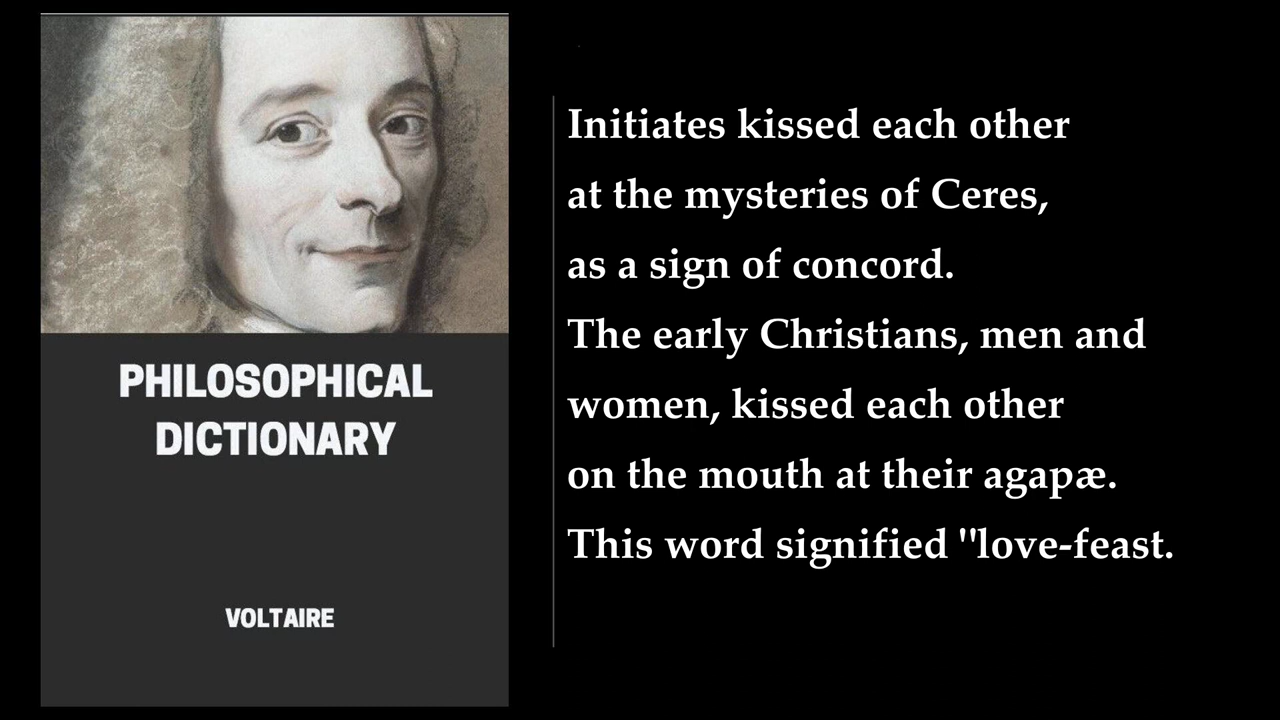 PHILOSOPHICAL
DICTIONARY
VOLTAIRE
Initiates kissed each other
at the mysteries of Ceres,
as a sign of concord.
The early Christians, men and
women, kissed each other
on the mouth at their agapæ.
This word signified "love-feast.